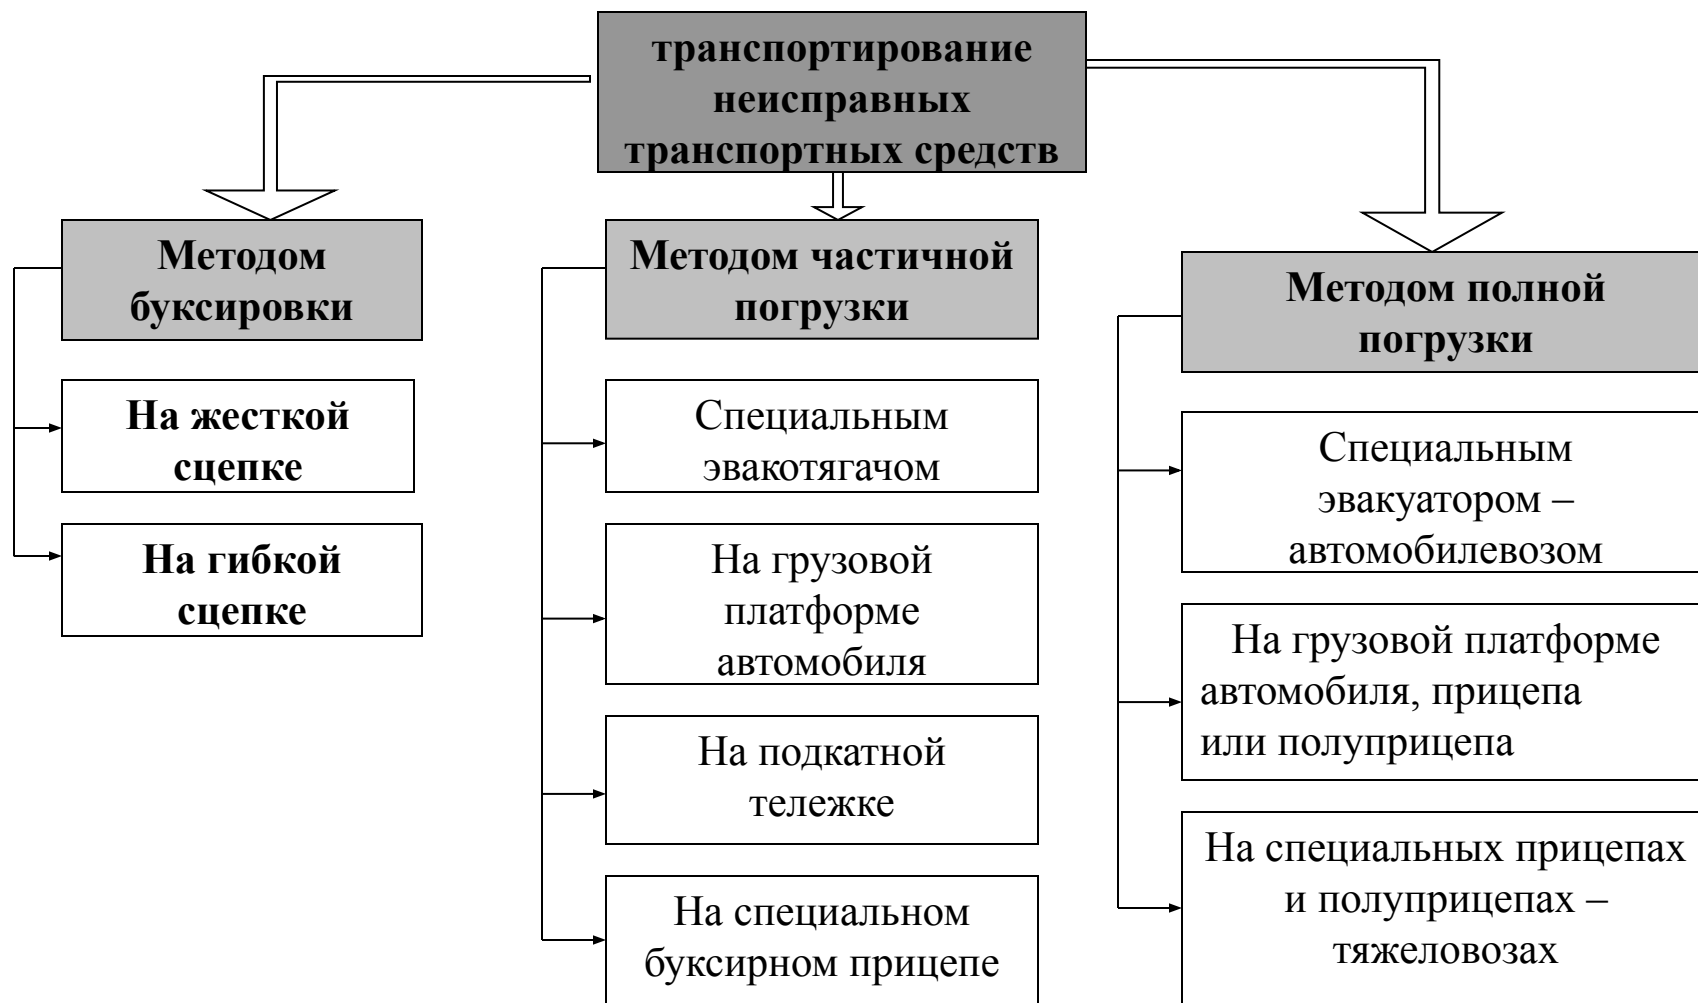 транспортирование
неисправных
транспортных средств
Методом
буксировки
На жесткой
сцепке
На гибкой
сцепке
Методом частичной
погрузки
Специальным
эвакотягачом
На грузовой
платформе
автомобиля
На подкатной
тележке
На специальном
буксирном прицепе
Методом полной
погрузки
Специальным
эвакуатором –
автомобилевозом
На грузовой платформе
автомобиля, прицепа
или полуприцепа
На специальных прицепах
и полуприцепах –
тяжеловозах